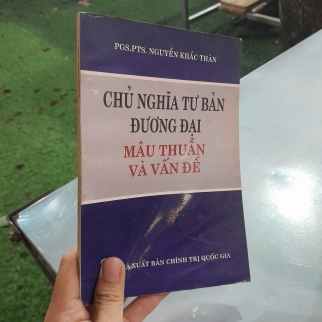 PGS.PTS. NGUYỄN KHẮC THÂN
CHỦ NGHĨA TƯ BẢN
ĐƯƠNG ĐẠI
MÂU THUẪN
VÀ VẤN ĐỀ
XUẤT BẢN CHÍNH TRỊ QUỐC GIA